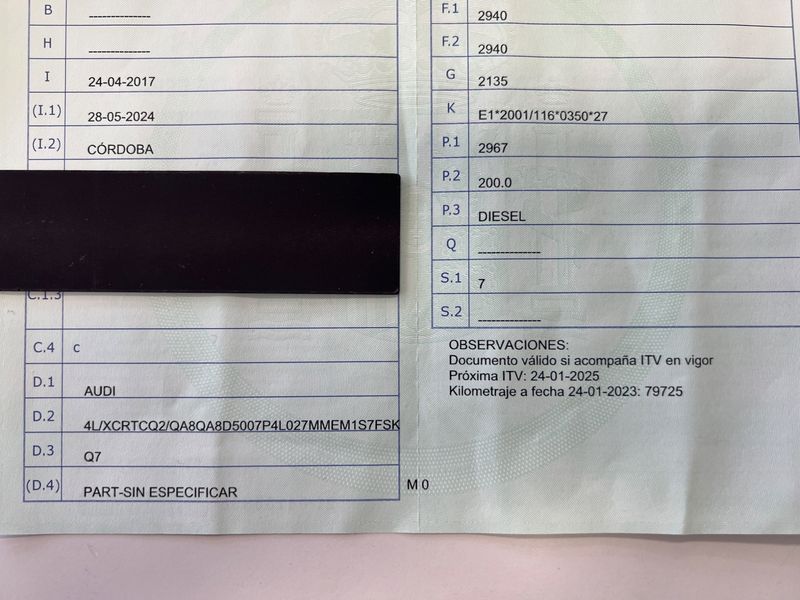 B --------------
H --------------
I 24-04-2017
(I.1) 28-05-2024
(I.2) CÓRDOBA
C.1.3
C.4 c
D.1 AUDI
D.2 4L/XCRTCQ2/QA8QA8D5007P4L027MMEM1S7FSK
D.3 Q7
(D.4) PART-SIN ESPECIFICAR
M 0
F.1 2940
F.2 2940
G 2135
K E1*2001/116*0350*27
P.1 2967
P.2 200.0
P.3 DIESEL
Q --------------
S.1 7
S.2 --------------
OBSERVACIONES:
Documento válido si acompaña ITV en vigor
Próxima ITV: 24-01-2025
Kilometraje a fecha 24-01-2023: 79725